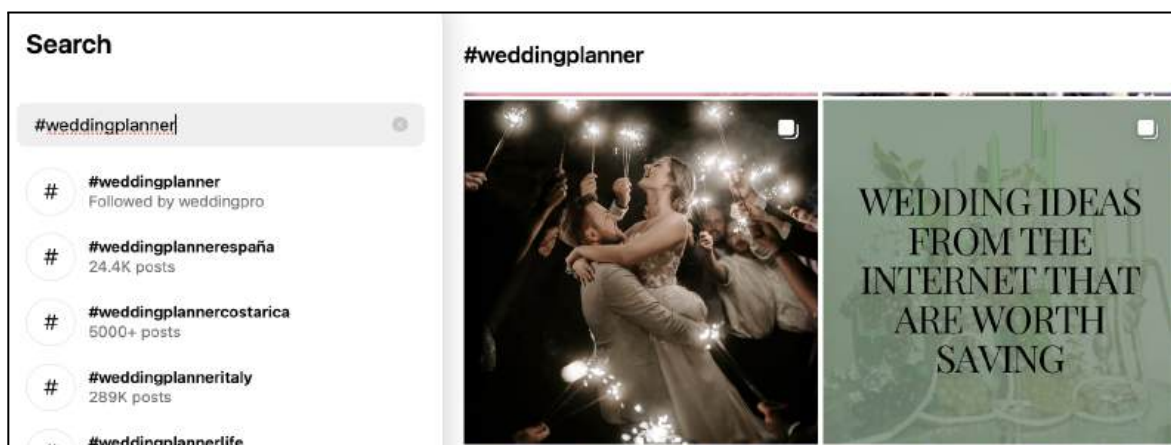 Search
#weddingplanner
#weddingplanner
Followed by weddingpro
#weddingplannerespaña
24.4K posts
#weddingplannercostarica
5000+ posts
#weddingplanneritaly
289K posts
#weddingplannerlife
#weddingplanner
WEDDING IDEAS
FROM THE
INTERNET THAT
ARE WORTH
SAVING